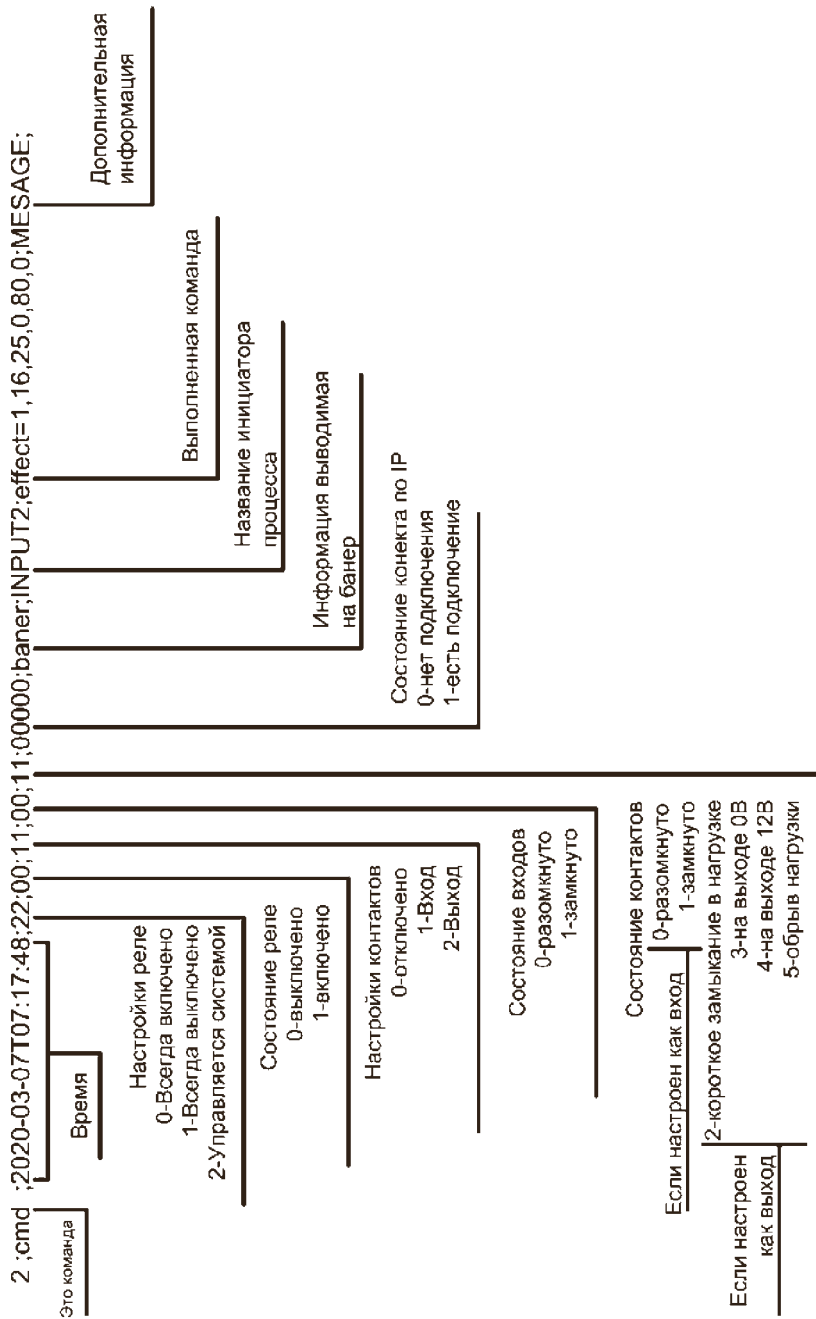 2 ;cmd ;2020-03-07T07:17:48;22;00;11;00;11;00000;baner;INPUT2;effect=1,16,25,0,80,0;MESAGE;
Это команда
Время
Настройки реле
0-Всегда включено
1-Всегда выключено
2-Управляется системой
Состояние реле
0-выключено
1-включено
Настройки контактов
0-отключено
1-Вход
2-Выход
Состояние входов
0-разомкнуто
1-замкнуто
Состояние контактов
Если настроен как вход
0-разомкнуто
1-замкнуто
Если настроен
как выход
2-короткое замыкание в нагрузке
3-на выходе 0В
4-на выходе 12В
5-обрыв нагрузки
Состояние конекта по IP
0-нет подключения
1-есть подключение
Информация выводимая
на банер
Название инициатора
процесса
Выполненная команда
Дополнительная
информация